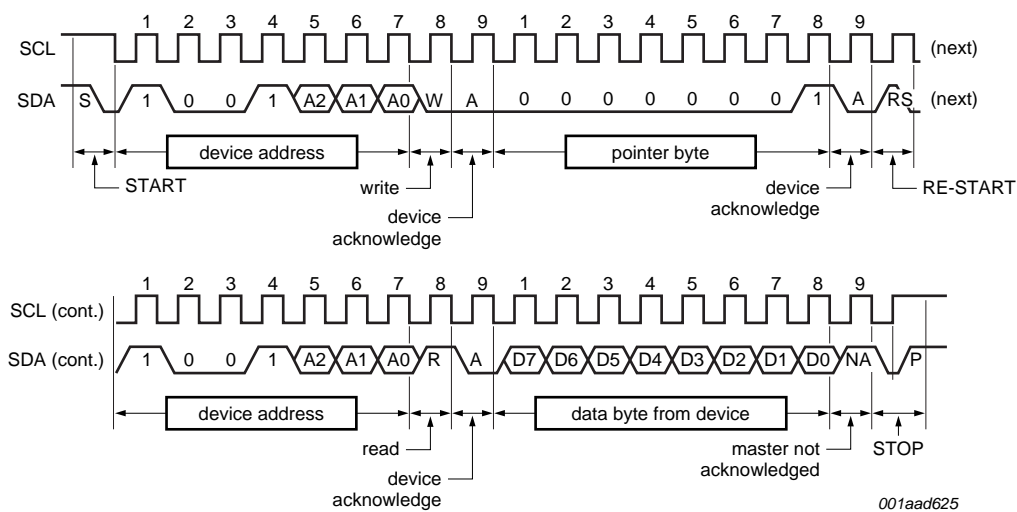 1 2 3 4 5 6 7 8 9 1 2 3 4 5 6 7 8 9
SCL (next)
SDA S 1 0 0 1 A2 A1 A0 W A 0 0 0 0 0 0 0 1 A RS (next)
device address pointer byte
START write device RE-START
device acknowledge
acknowledge
1 2 3 4 5 6 7 8 9 1 2 3 4 5 6 7 8 9
SCL (cont.)
SDA (cont.) 1 0 0 1 A2 A1 A0 R A D7 D6 D5 D4 D3 D2 D1 D0 NA P
device address data byte from device
read master not STOP
device acknowledged
acknowledge
001aad625